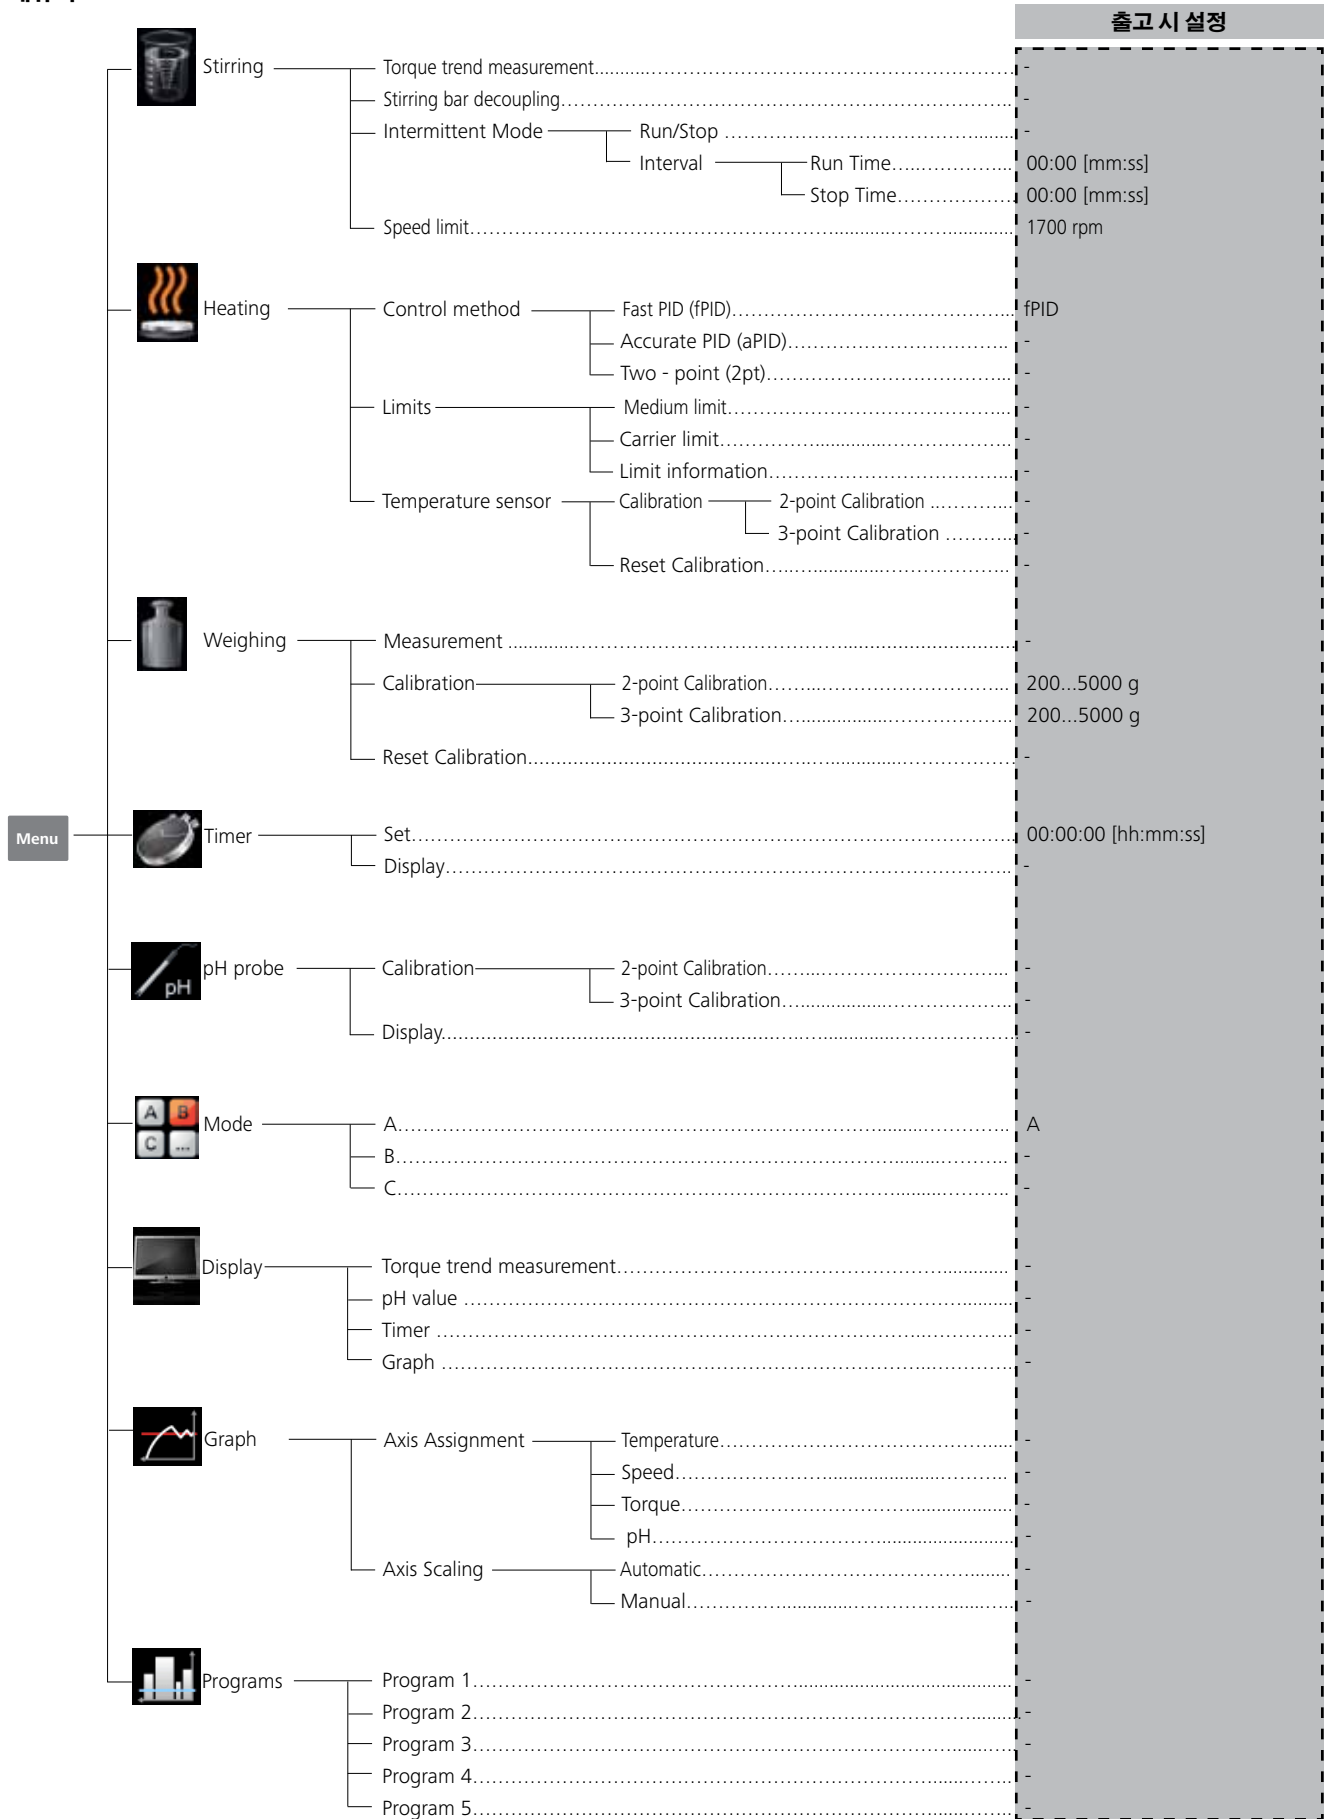 출고 시 설정
Stirring Torque trend measurement -
Stirring bar decoupling -
Intermittent Mode Run/Stop -
Interval Run Time 00:00 [mm:ss]
Stop Time 00:00 [mm:ss]
Speed limit 1700 rpm
Heating Control method Fast PID (fPID) fPID
Accurate PID (aPID) -
Two - point (2pt) -
Limits Medium limit -
Carrier limit -
Limit information -
Temperature sensor Calibration 2-point Calibration -
3-point Calibration -
Reset Calibration -
Weighing Measurement -
Calibration 2-point Calibration 200...5000 g
3-point Calibration 200...5000 g
Reset Calibration -
Menu Timer Set 00:00:00 [hh:mm:ss]
Display -
pH probe Calibration 2-point Calibration -
pH
3-point Calibration -
Display -
A B
Mode A A
C ...
B -
C -
Display Torque trend measurement -
pH value -
Timer -
Graph -
Graph Axis Assignment Temperature -
Speed -
Torque -
pH -
Axis Scaling Automatic -
Manual -
Programs Program 1 -
Program 2 -
Program 3 -
Program 4 -
Program 5 -